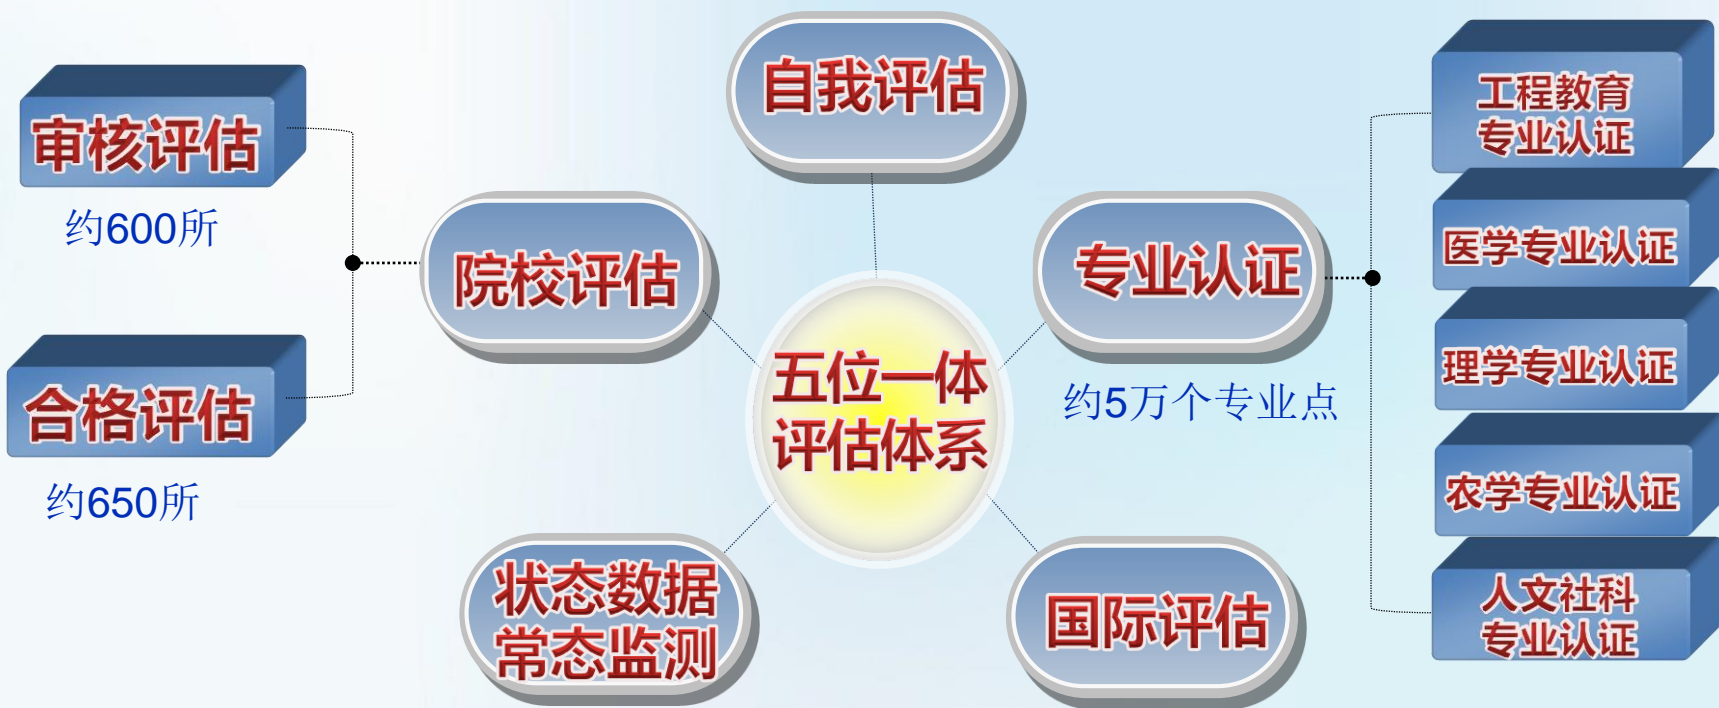 自我评估
审核评估
约600所
院校评估
合格评估
约650所
专业认证
约5万个专业点
五位一体
评估体系
状态数据
常态监测
国际评估
工程教育
专业认证
医学专业认证
理学专业认证
农学专业认证
人文社科
专业认证